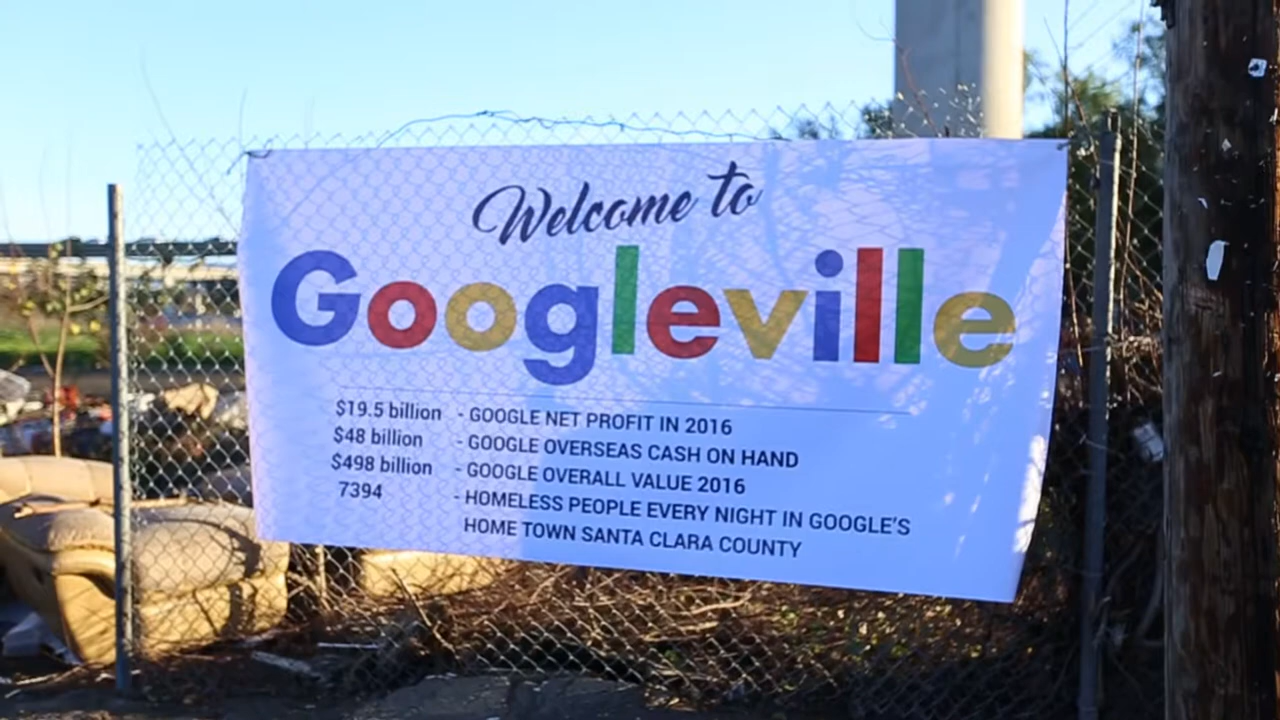 Welcome to
Googleville
$19.5 billion - GOOGLE NET PROFIT IN 2016
$48 billion - GOOGLE OVERSEAS CASH ON HAND
$498 billion - GOOGLE OVERALL VALUE 2016
7394 - HOMELESS PEOPLE EVERY NIGHT IN GOOGLE'S
HOME TOWN SANTA CLARA COUNTY